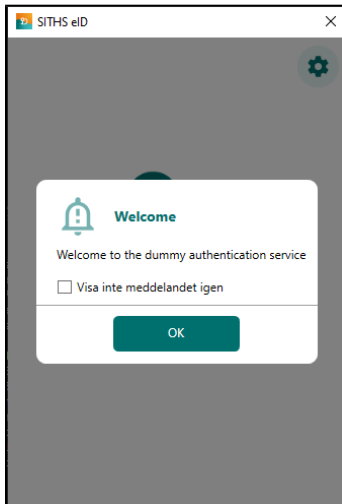 SITHS eID
Welcome
Welcome to the dummy authentication service
Visa inte meddelandet igen
OK